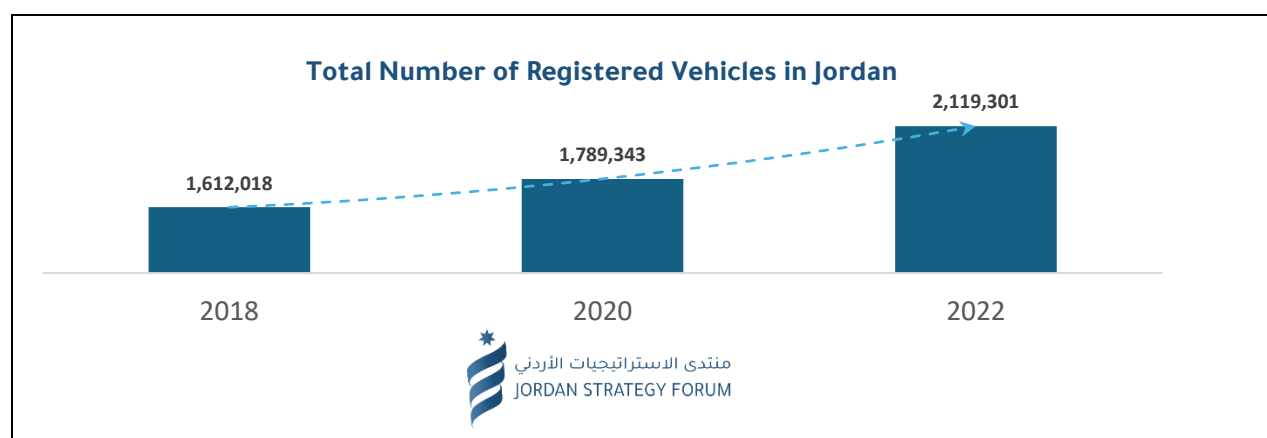 Total Number of Registered Vehicles in Jordan
2,119,301
1,789,343
1,612,018
2018
2020
2022
منتدى الاستراتيجيات الأردني
JORDAN STRATEGY FORUM